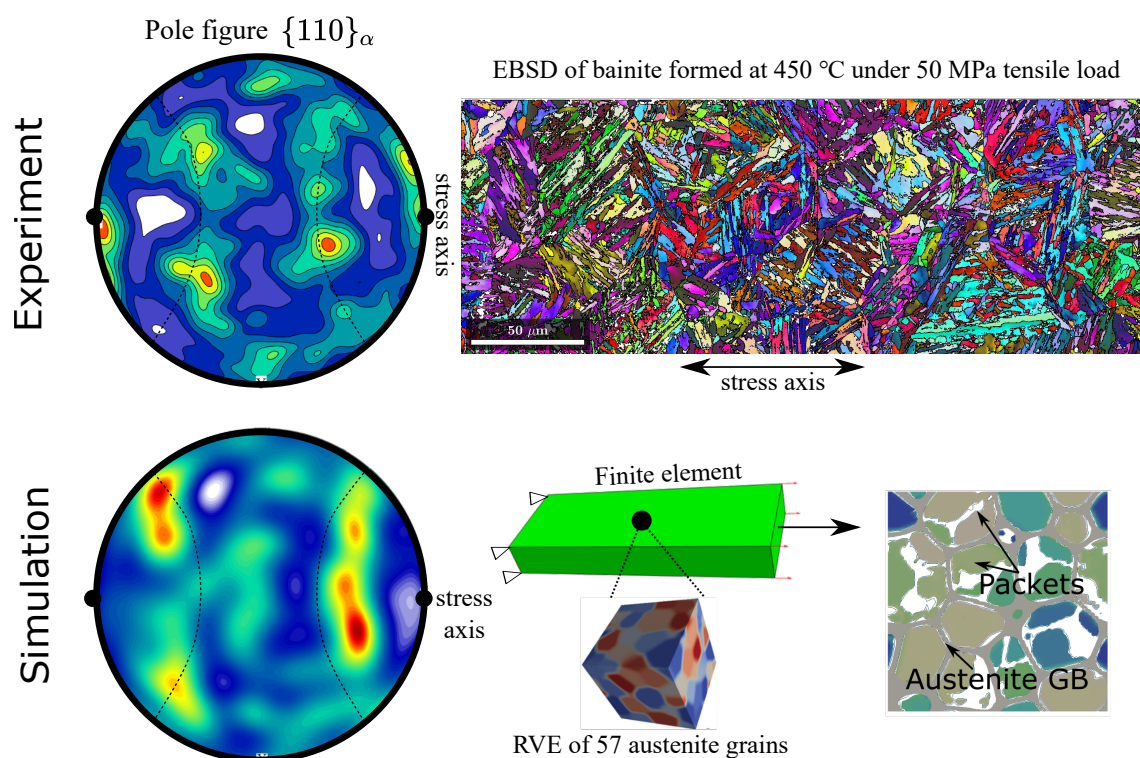 Pole figure {110}α
EBSD of bainite formed at 450 °C under 50 MPa tensile load
Experiment
stress axis
50 μm
stress axis
Simulation
stress
axis
Finite element
RVE of 57 austenite grains
Packets
Austenite GB